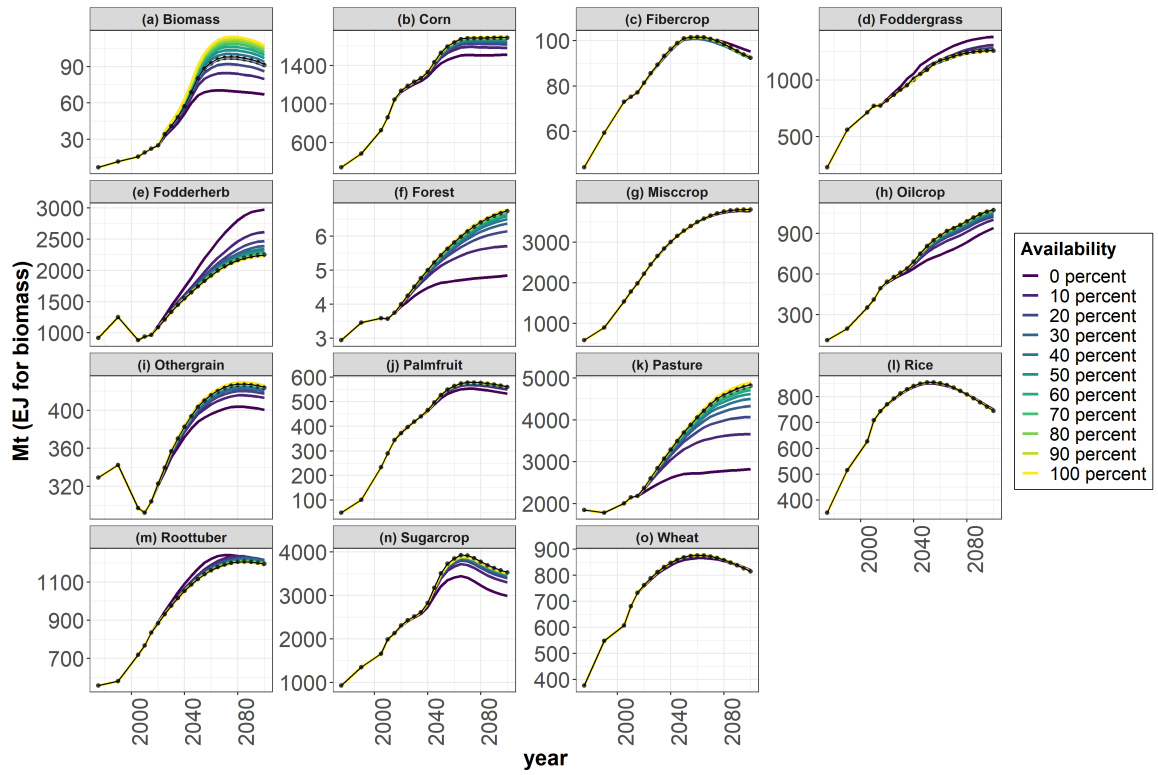 (a) Biomass
(b) Corn
(c) Fibercrop
(d) Foddergrass
90
60
30
1400
1000
600
100
80
60
1000
500
(e) Fodderherb
(f) Forest
(g) Misccrop
(h) Oilcrop
3000
2500
2000
1500
1000
6
5
4
3
3000
2000
1000
900
600
300
(i) Othergrain
(j) Palmfruit
(k) Pasture
(l) Rice
400
360
320
600
500
400
300
200
100
5000
4000
3000
2000
800
700
600
500
400
2000
2040
2080
(m) Roottuber
(n) Sugarcrop
(o) Wheat
1100
900
700
4000
3000
2000
1000
900
800
700
600
500
400
2000
2040
2080
2000
2040
2080
2000
2040
2080
year
Mt (EJ for biomass)
Availability
0 percent
10 percent
20 percent
30 percent
40 percent
50 percent
60 percent
70 percent
80 percent
90 percent
100 percent